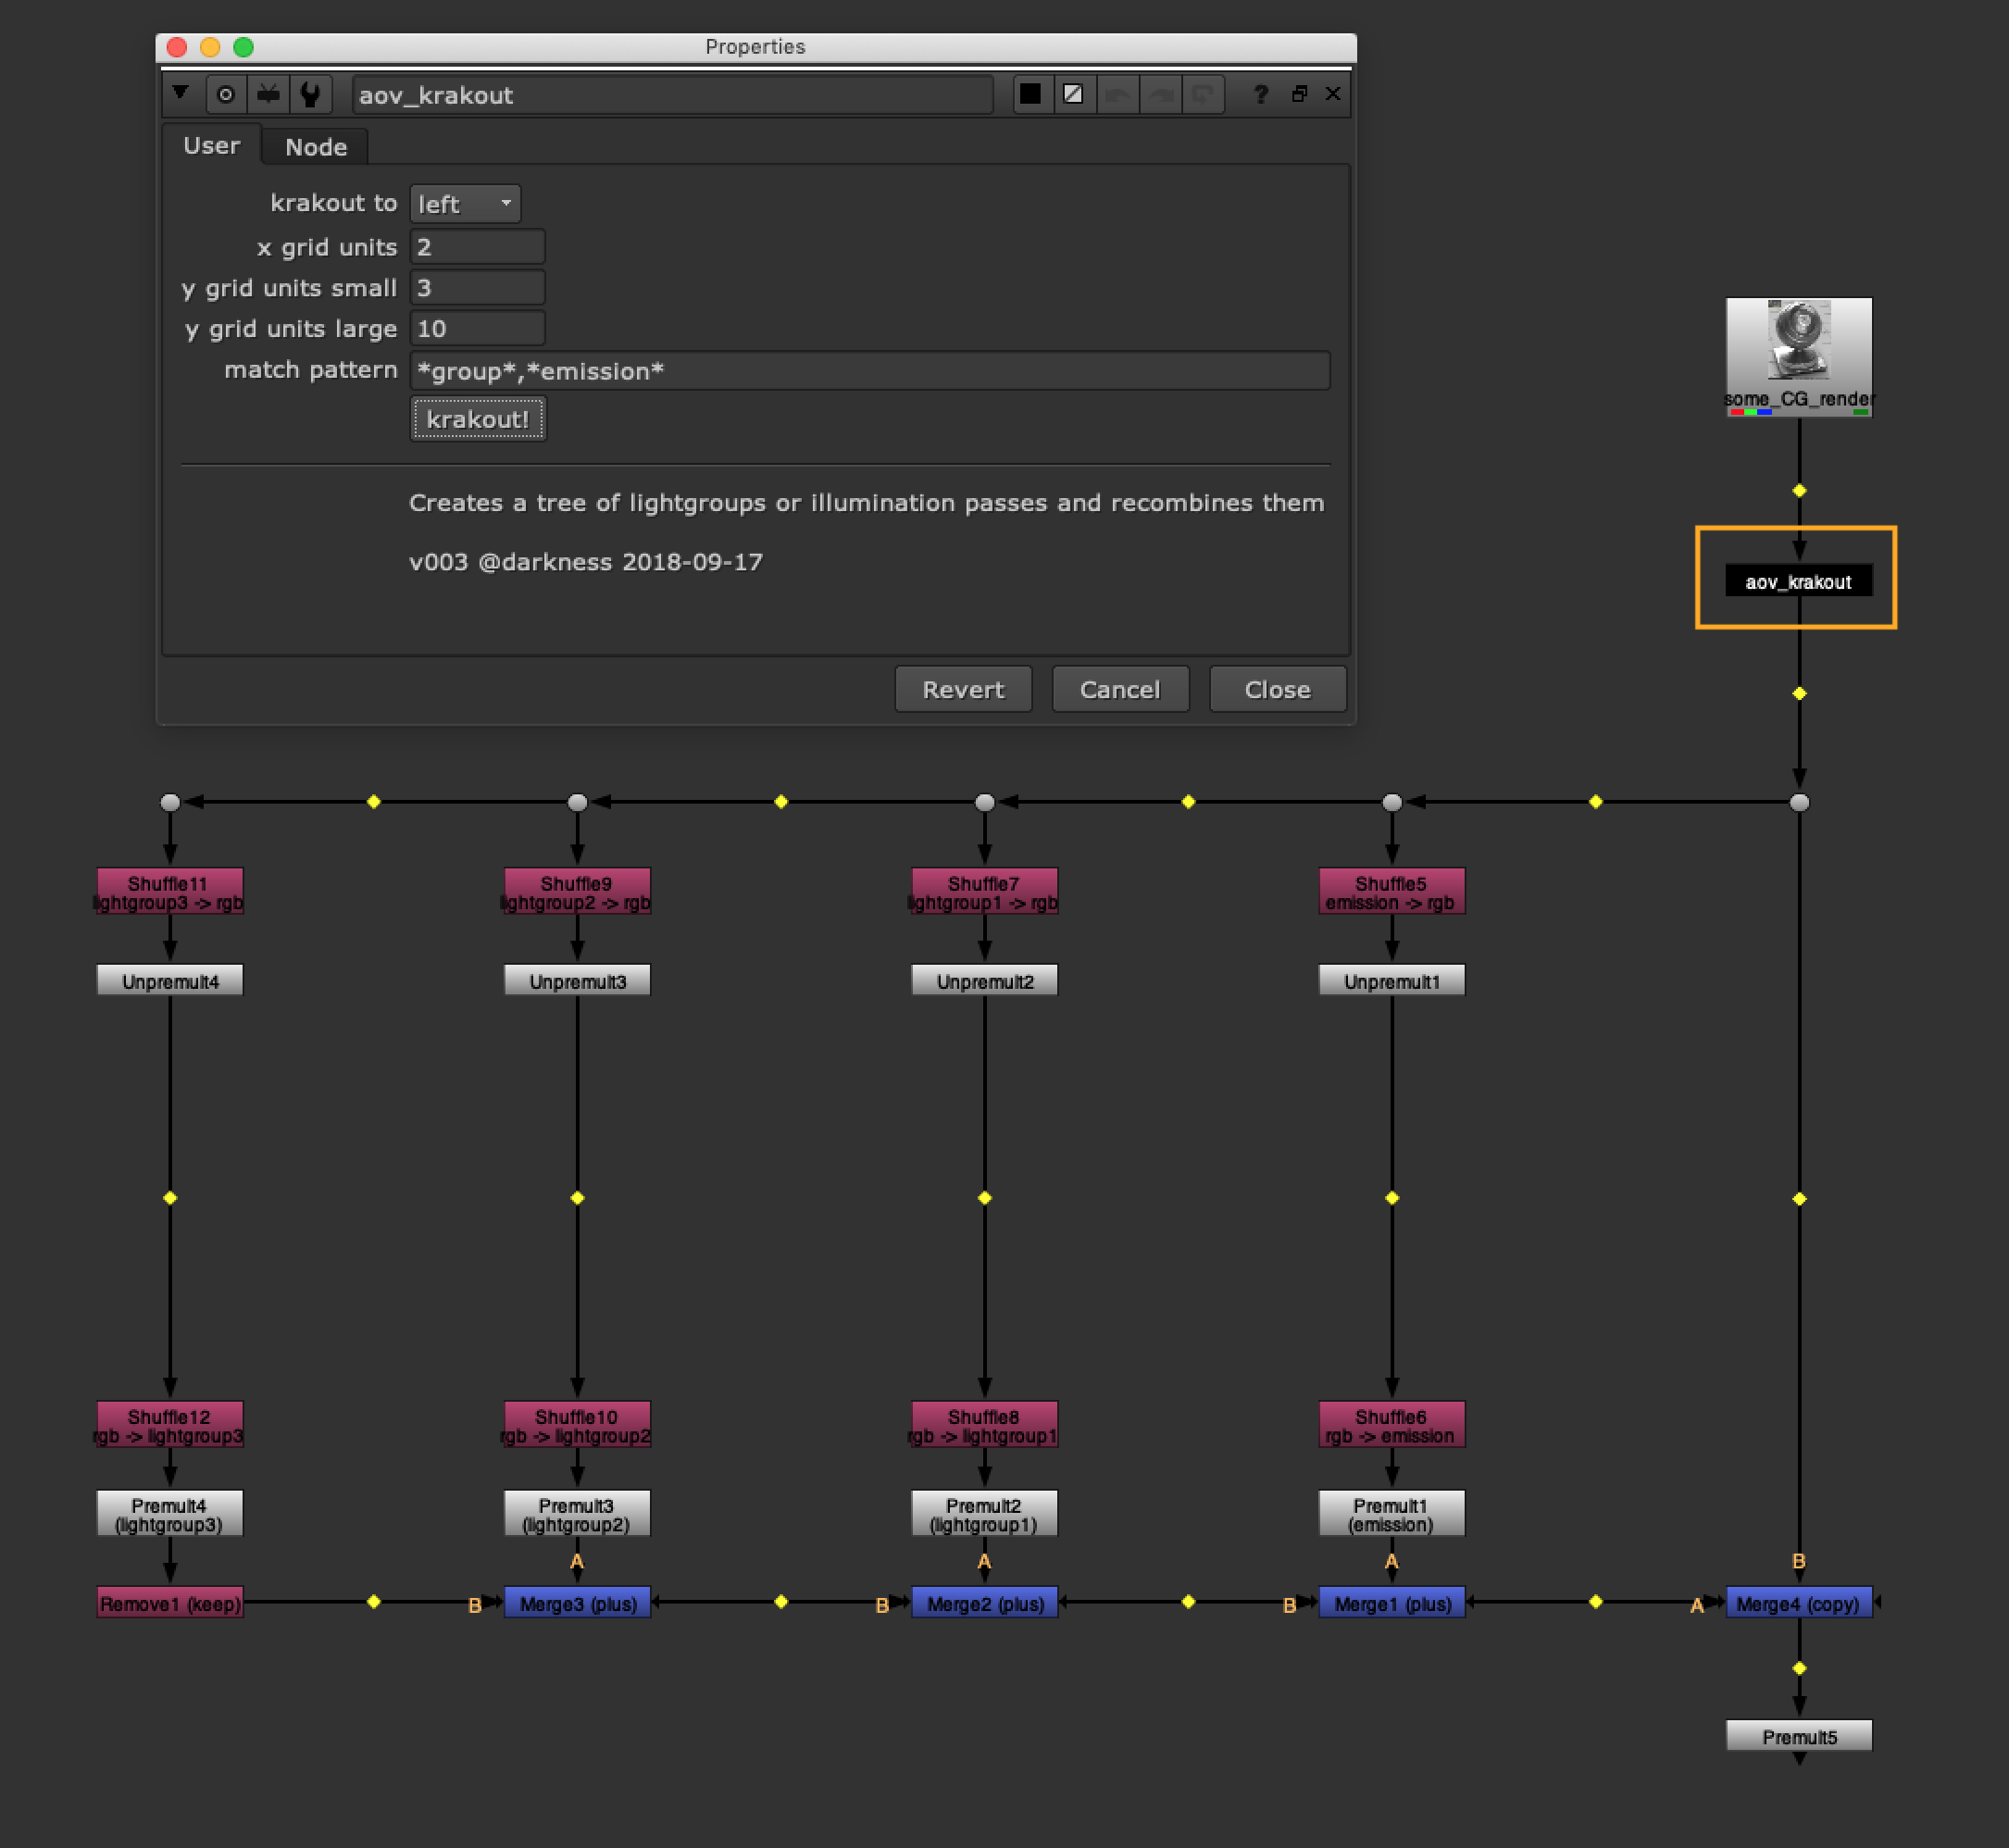 Properties
aov_krakout
?
User
Node
krakout to
left
x grid units
2
y grid units small
3
y grid units large
10
match pattern
*group*,*emission*
krakout!
Creates a tree of lightgroups or illumination passes and recombines them
v003 @darkness 2018-09-17
Revert
Cancel
Close
some_CG_render
aov_krakout
Shuffle11
lightgroup3 -> rgb
Shuffle9
lightgroup2 -> rgb
Shuffle7
lightgroup1 -> rgb
Shuffle5
emission -> rgb
Unpremult4
Unpremult3
Unpremult2
Unpremult1
Shuffle12
rgb -> lightgroup3
Shuffle10
rgb -> lightgroup2
Shuffle8
rgb -> lightgroup1
Shuffle6
rgb -> emission
Premult4
(lightgroup3)
Premult3
(lightgroup2)
Premult2
(lightgroup1)
Premult1
(emission)
A
A
A
B
Remove1 (keep)
B
Merge3 (plus)
B
Merge2 (plus)
B
Merge1 (plus)
A
Merge4 (copy)
Premult5